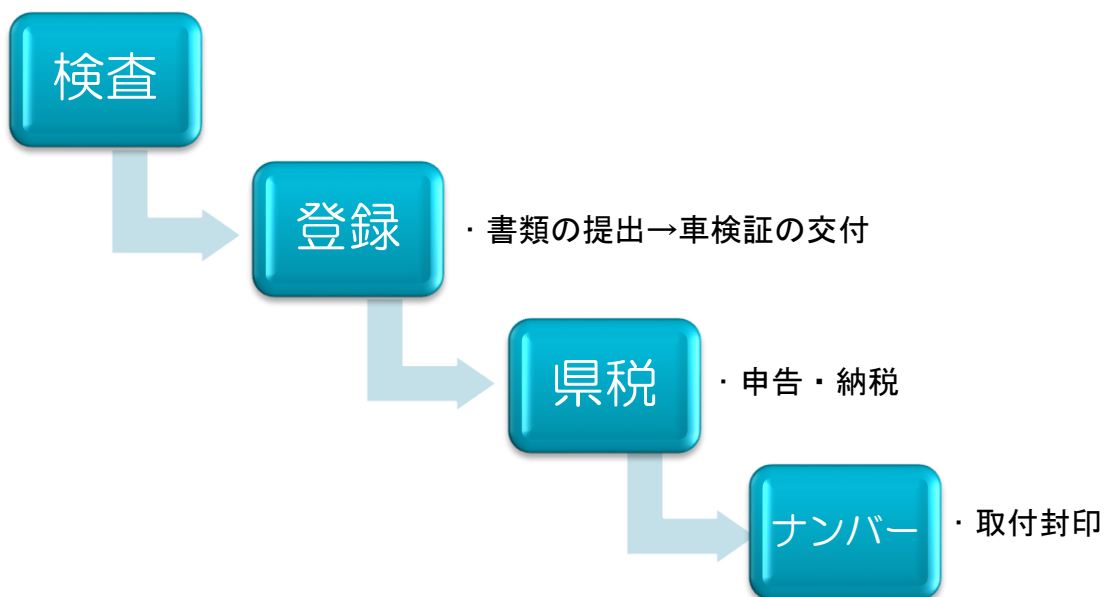 検査
登録
・書類の提出→車検証の交付
県税
・申告・納税
ナンバー
・取付封印